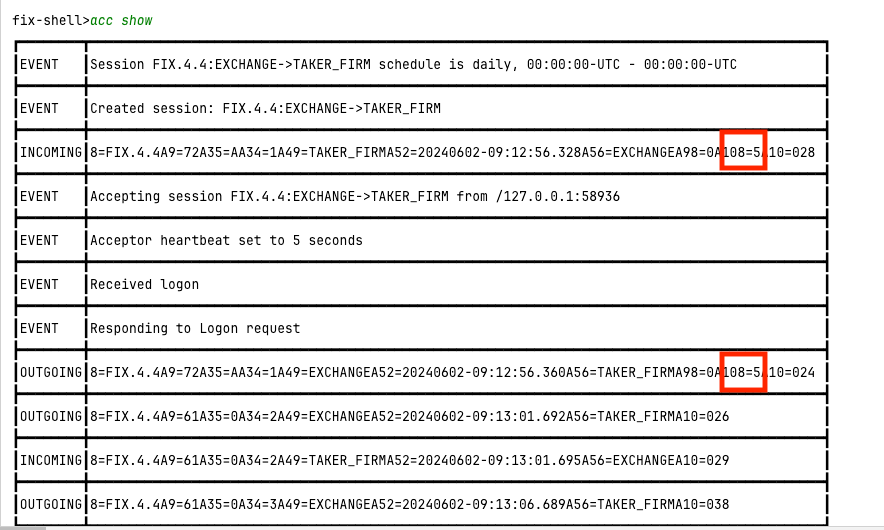 fix-shell>acc show
EVENT Session FIX.4.4:EXCHANGE->TAKER_FIRM schedule is daily, 00:00:00-UTC - 00:00:00-UTC
EVENT Created session: FIX.4.4:EXCHANGE->TAKER_FIRM
INCOMING 8=FIX.4.4A9=72A35=AA34=1A49=TAKER_FIRMA52=20240602-09:12:56.328A56=EXCHANGEA98=0A108=5A10=028
EVENT Accepting session FIX.4.4:EXCHANGE->TAKER_FIRM from /127.0.0.1:58936
EVENT Acceptor heartbeat set to 5 seconds
EVENT Received logon
EVENT Responding to Logon request
OUTGOING 8=FIX.4.4A9=72A35=AA34=1A49=EXCHANGEA52=20240602-09:12:56.360A56=TAKER_FIRMA98=0A108=5A10=024
OUTGOING 8=FIX.4.4A9=61A35=0A34=2A49=EXCHANGEA52=20240602-09:13:01.692A56=TAKER_FIRMA10=026
INCOMING 8=FIX.4.4A9=61A35=0A34=2A49=TAKER_FIRMA52=20240602-09:13:01.695A56=EXCHANGEA10=029
OUTGOING 8=FIX.4.4A9=61A35=0A34=3A49=EXCHANGEA52=20240602-09:13:06.689A56=TAKER_FIRMA10=038